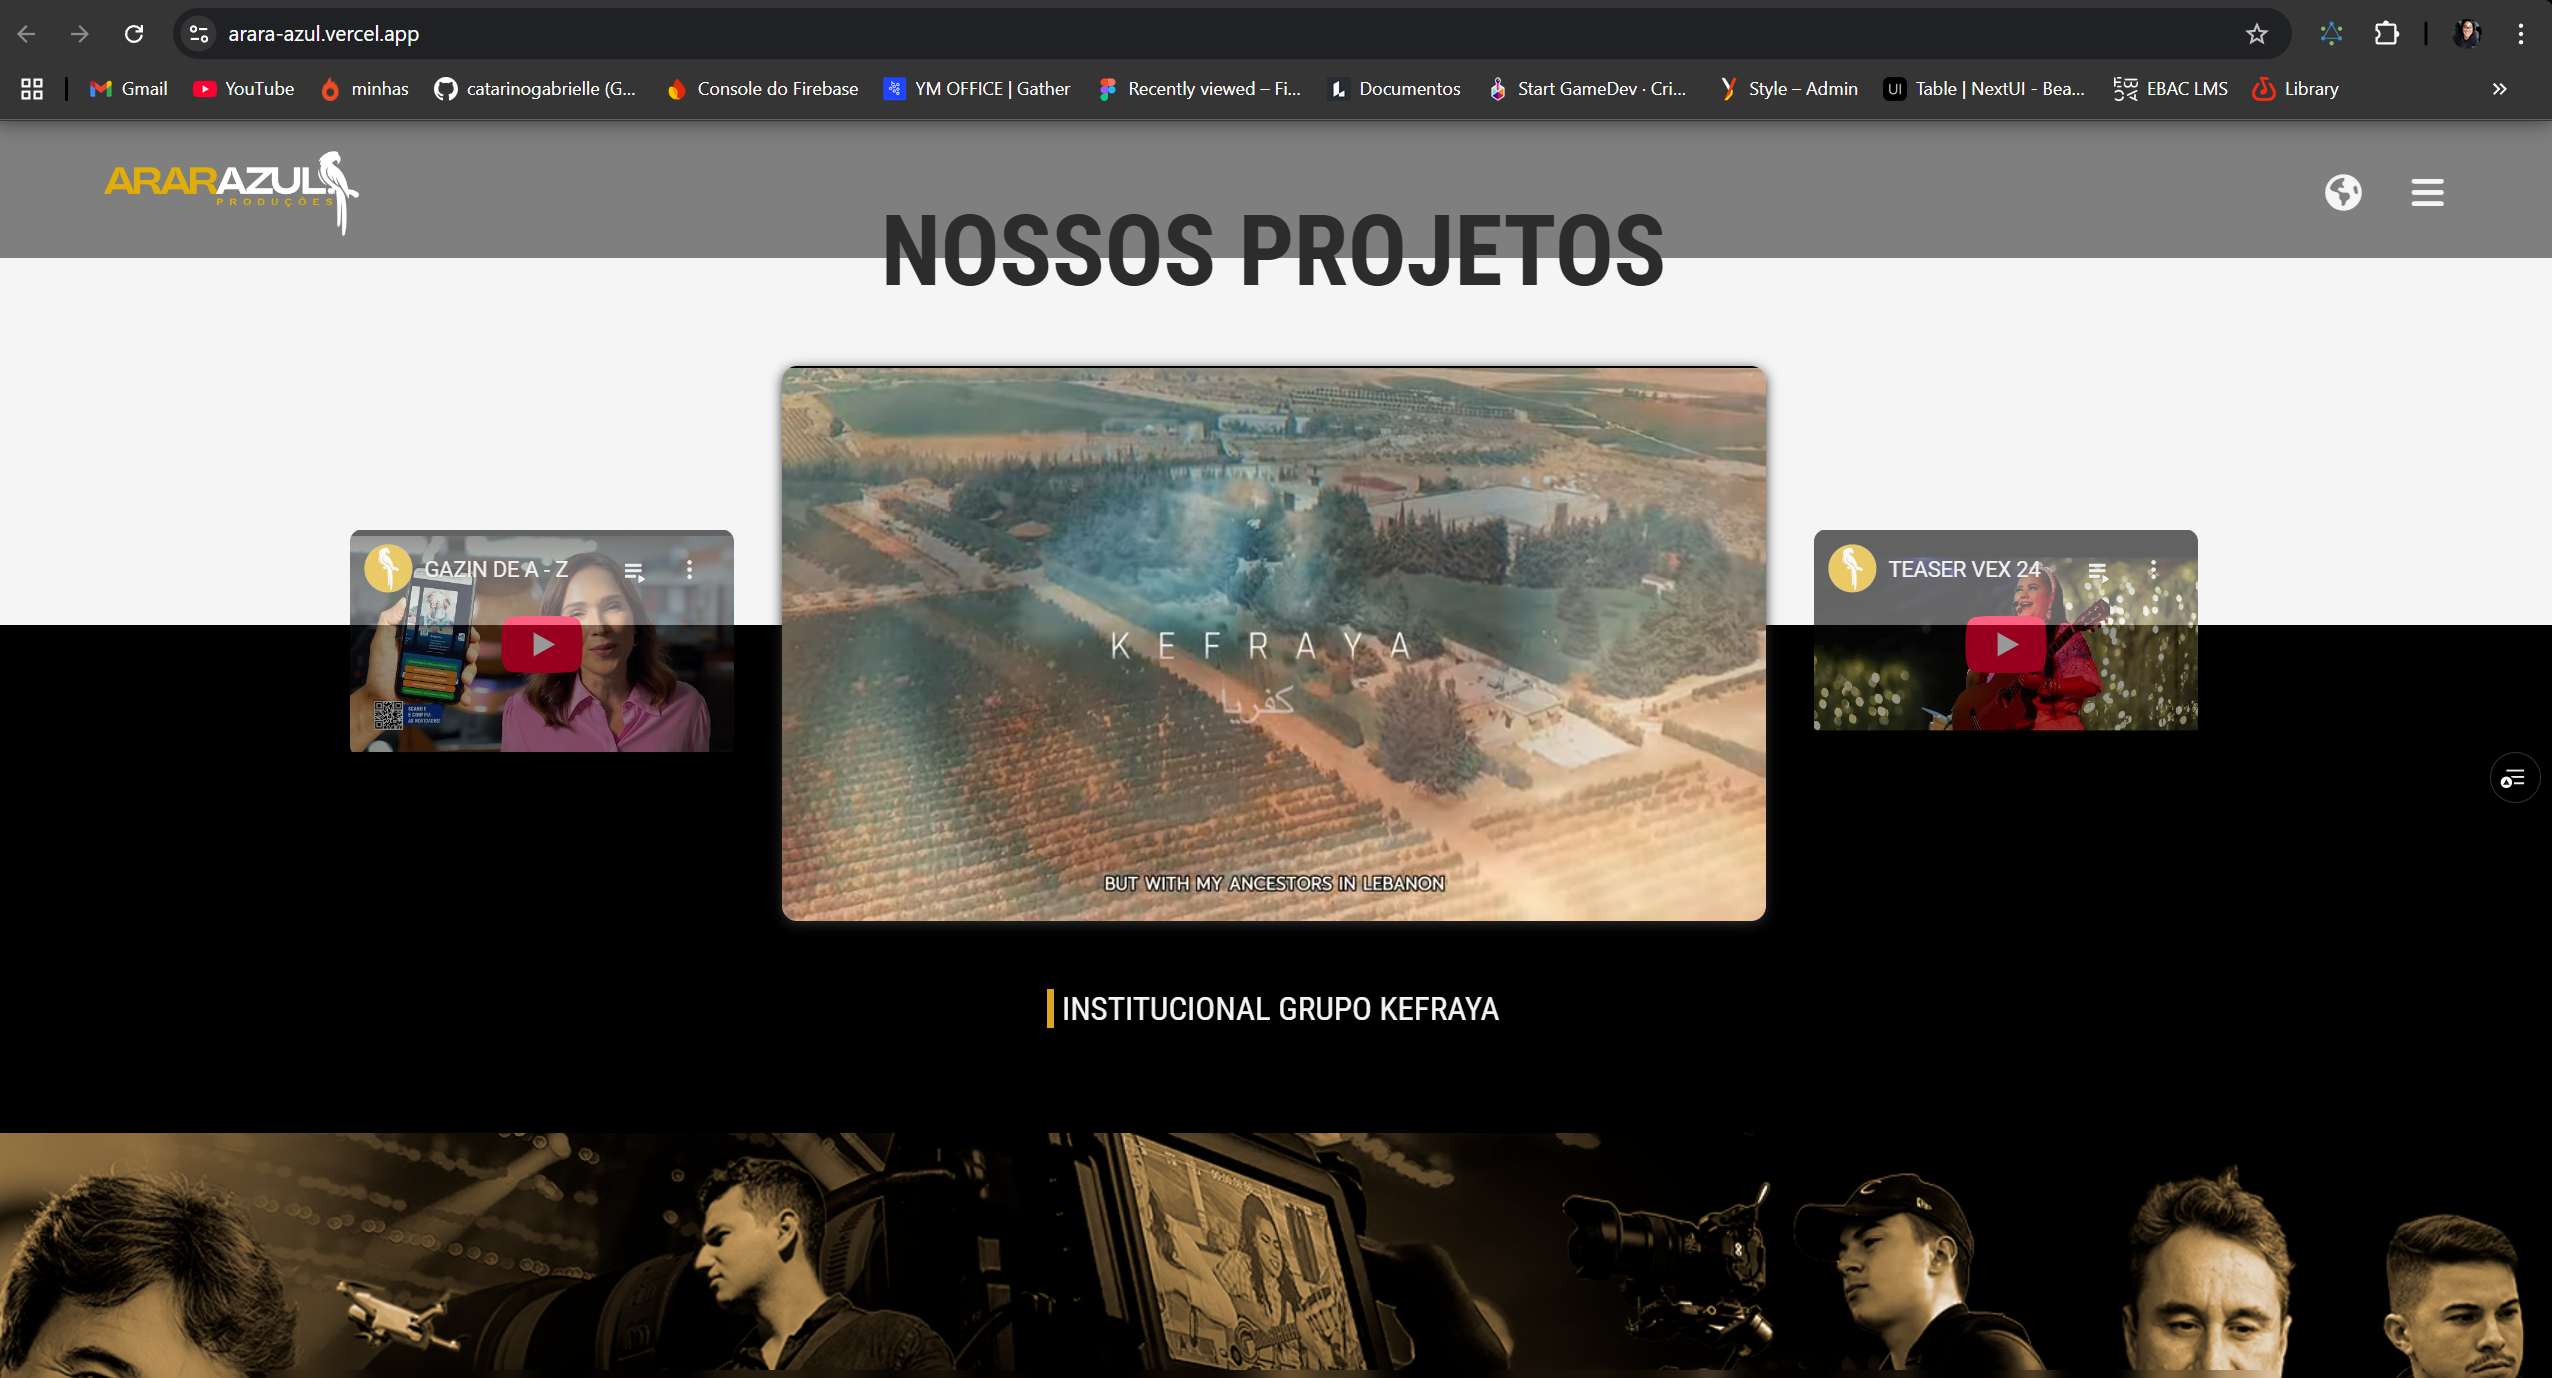 arara-azul.vercel.app
Gmail
YouTube
minhas
catarinogabrielle (G...
Console do Firebase
YM OFFICE | Gather
Recently viewed – Fi...
Documentos
Start GameDev · Cri...
Style – Admin
UI
Table | NextUI - Bea...
EBAC LMS
Library
ARARAZUL
PRODUÇÕES
NOSSOS PROJETOS
GAZIN DE A - Z
KEFRAYA
كفريا
BUT WITH MY ANCESTORS IN LEBANON
TEASER VEX 24
INSTITUCIONAL GRUPO KEFRAYA